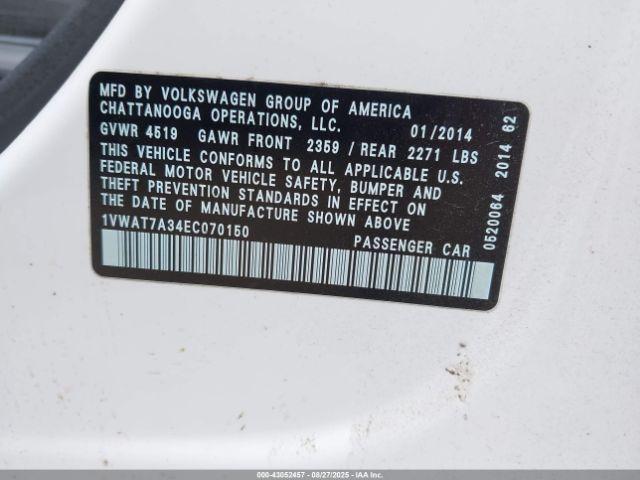 MFD BY VOLKSWAGEN GROUP OF AMERICA
CHATTANOOGA OPERATIONS, LLC. 01/2014
GVWR 4519 GAWR FRONT 2359 / REAR 2271 LBS
THIS VEHICLE CONFORMS TO ALL APPLICABLE U.S.
FEDERAL MOTOR VEHICLE SAFETY, BUMPER AND
THEFT PREVENTION STANDARDS IN EFFECT ON
THE DATE OF MANUFACTURE SHOWN ABOVE
1VWAT7A34EC070150 PASSENGER CAR
0520064 2014 62
000-43052457 - 08/27/2025 - IAA Inc.